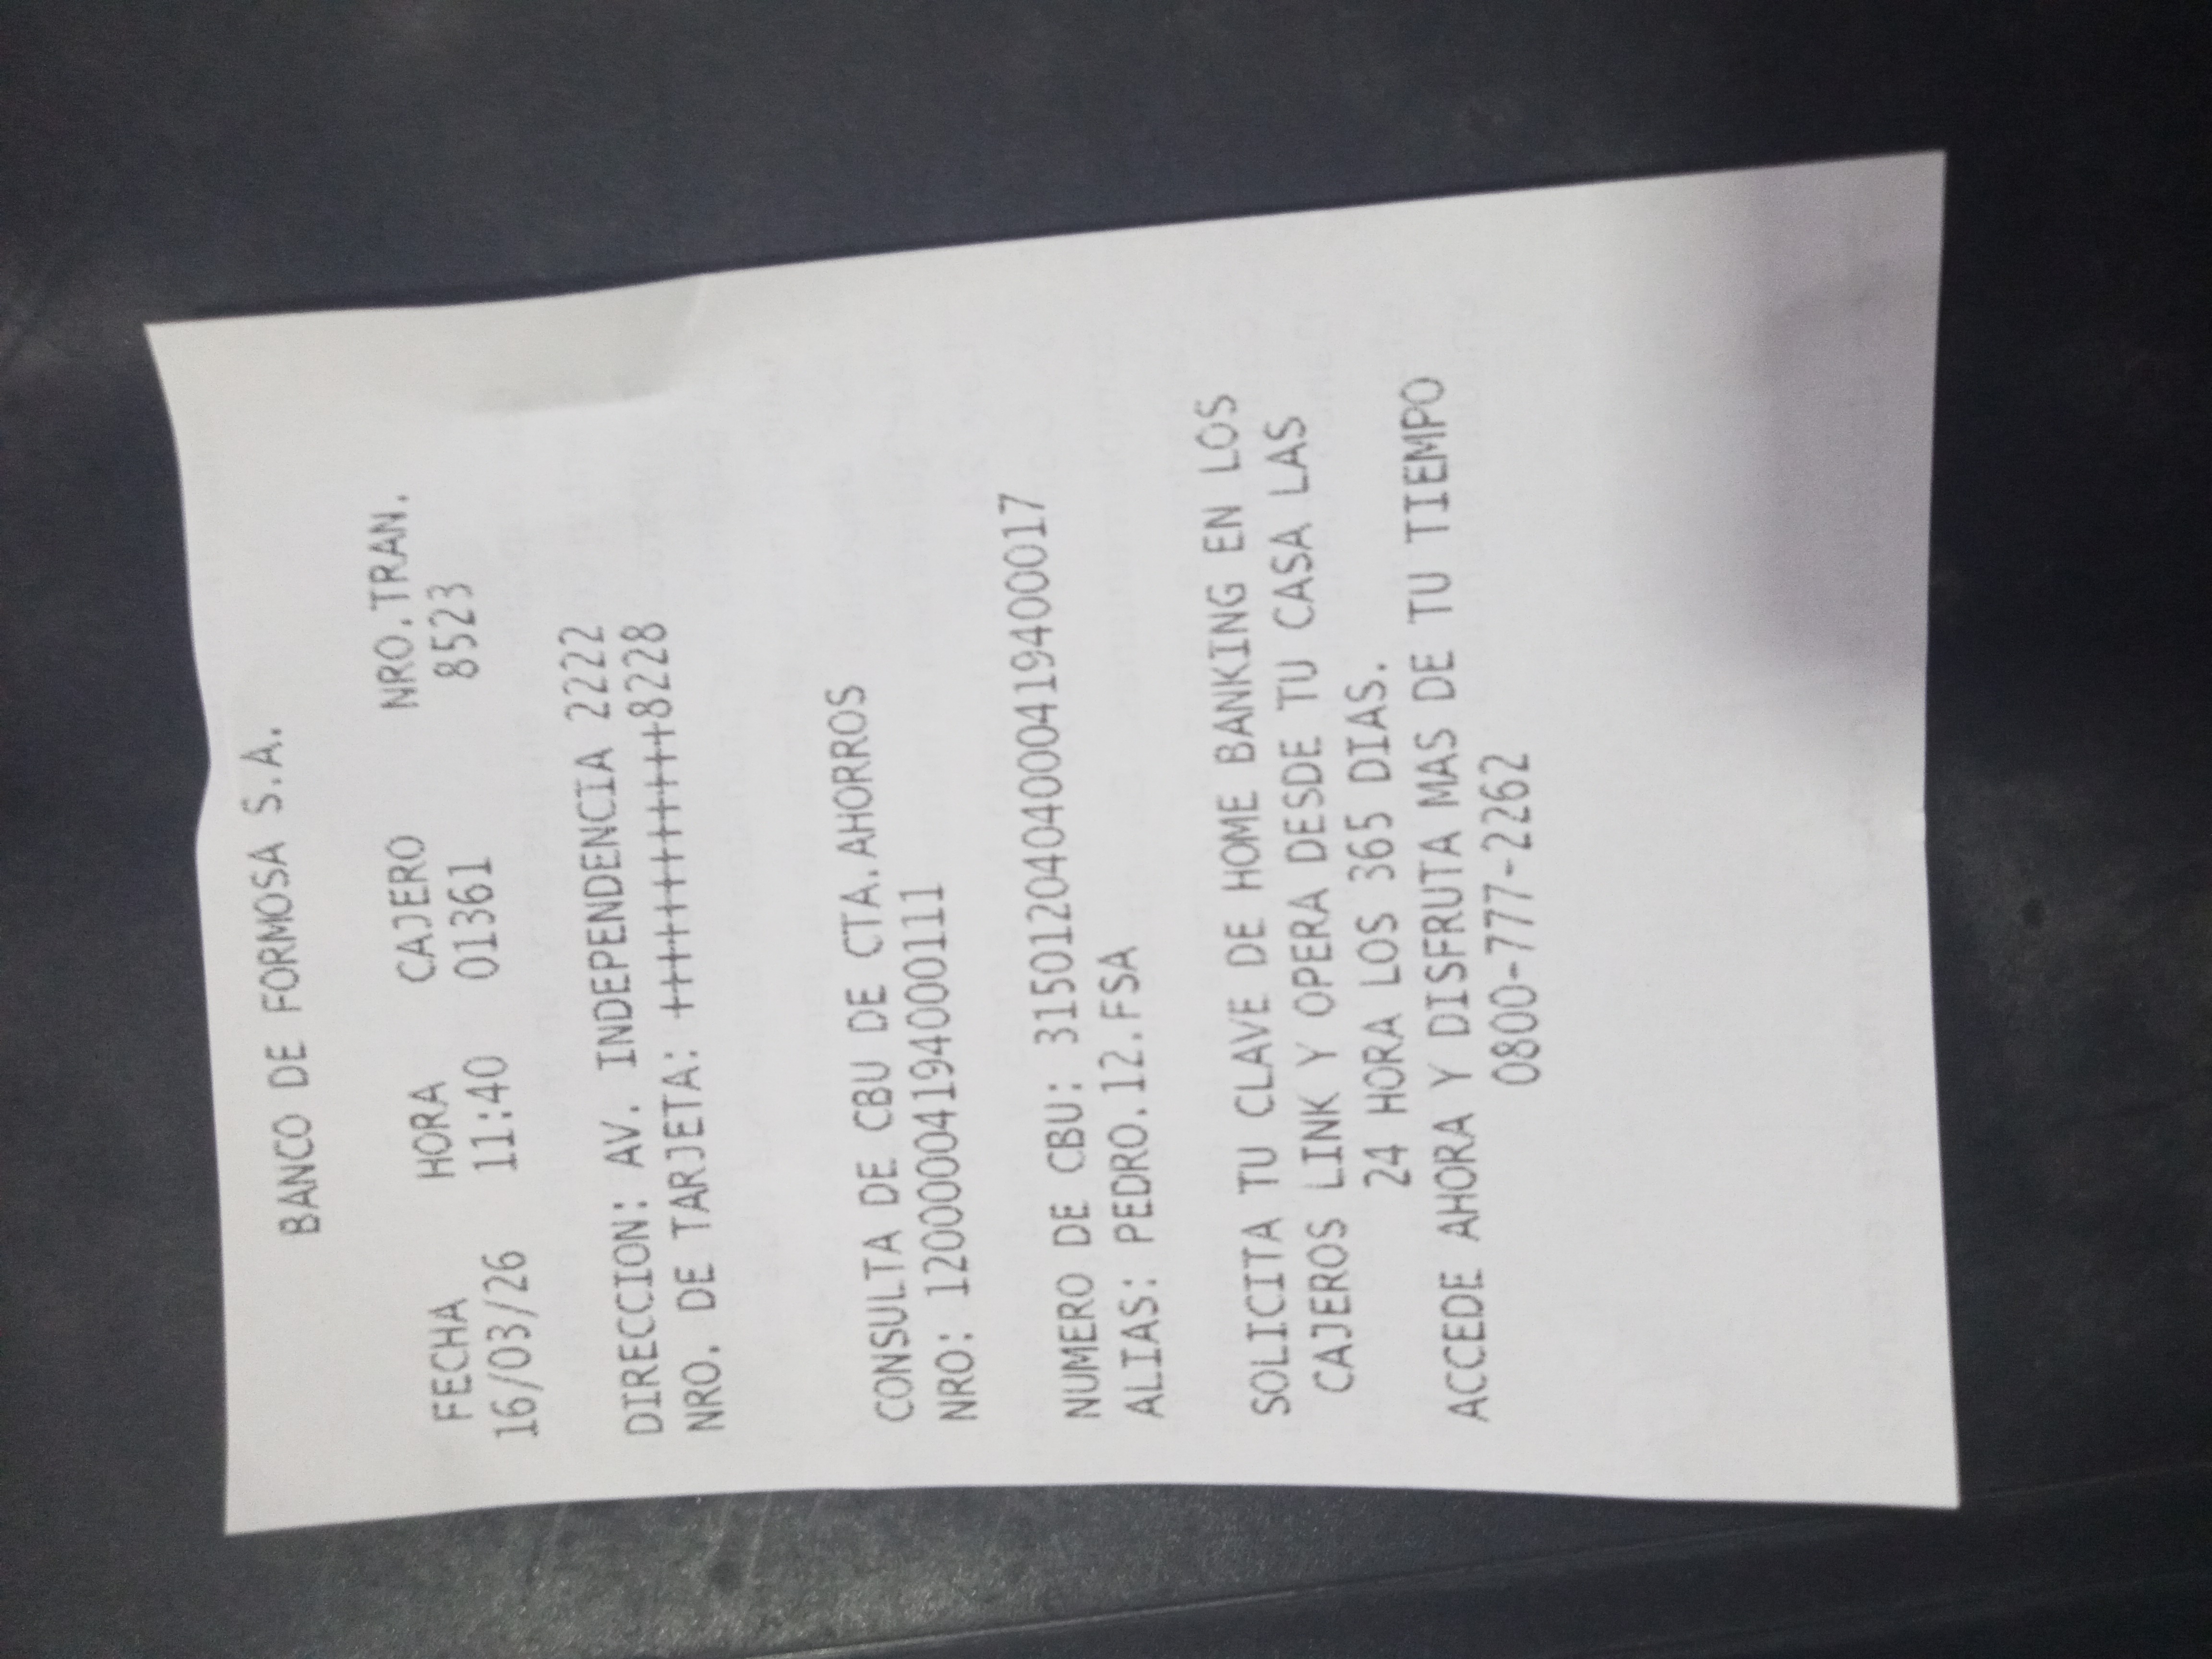 BANCO DE FORMOSA S.A.
FECHA HORA CAJERO NRO.TRAN.
16/03/26 11:40 01361 8523
DIRECCION: AV. INDEPENDENCIA 2222
NRO. DE TARJETA: ++++++++++++8228
CONSULTA DE CBU DE CTA.AHORROS
NRO: 12000004194000111
NUMERO DE CBU: 3150120404000419400017
ALIAS: PEDRO.12.FSA
SOLICITA TU CLAVE DE HOME BANKING EN LOS
CAJEROS LINK Y OPERA DESDE TU CASA LAS
24 HORA LOS 365 DIAS.
ACCEDE AHORA Y DISFRUTA MAS DE TU TIEMPO
0800-777-2262